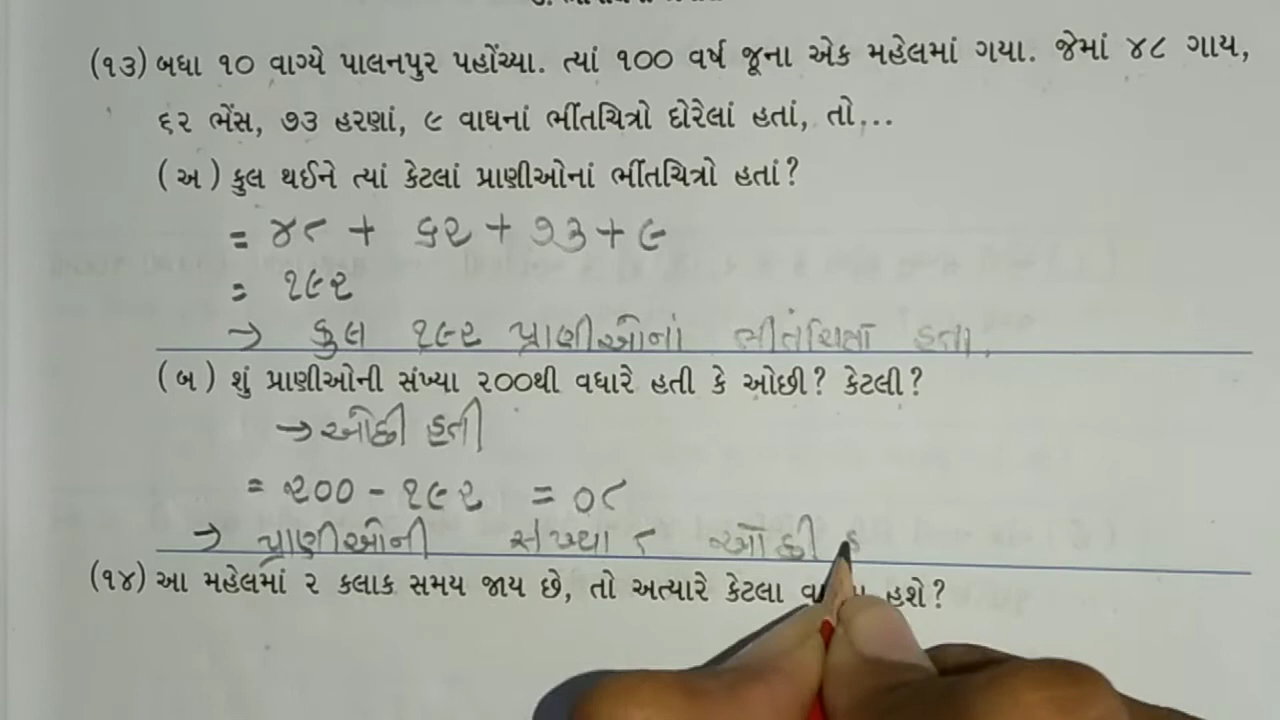 (૧૩) બધા ૧૦ વાગ્યે પાલનપુર પહોંચ્યા. ત્યાં ૧૦૦ વર્ષ જૂના એક મહેલમાં ગયા. જેમાં ૪૮ ગાય,
૬૨ ભેંસ, ૭૩ હરણાં, ૯ વાઘનાં ભીંતચિત્રો દોરેલાં હતાં, તો...
(અ) કુલ થઈને ત્યાં કેટલાં પ્રાણીઓનાં ભીંતચિત્રો હતાં?
= ૪૮ + ૬૨ + ૭૩ + ૯
= ૧૯૨
→ કુલ ૧૯૨ પ્રાણીઓનાં ભીતંચિત્રો હતા.
(બ) શું પ્રાણીઓની સંખ્યા ૨૦૦થી વધારે હતી કે ઓછી? કેટલી?
→ ઓછી હતી
= ૨૦૦ - ૧૯૨ = ૦૮
→ પ્રાણીઓની સંખ્યા ૮ ઓછી હ
(૧૪) આ મહેલમાં ૨ કલાક સમય જાય છે, તો અત્યારે કેટલા હશે?